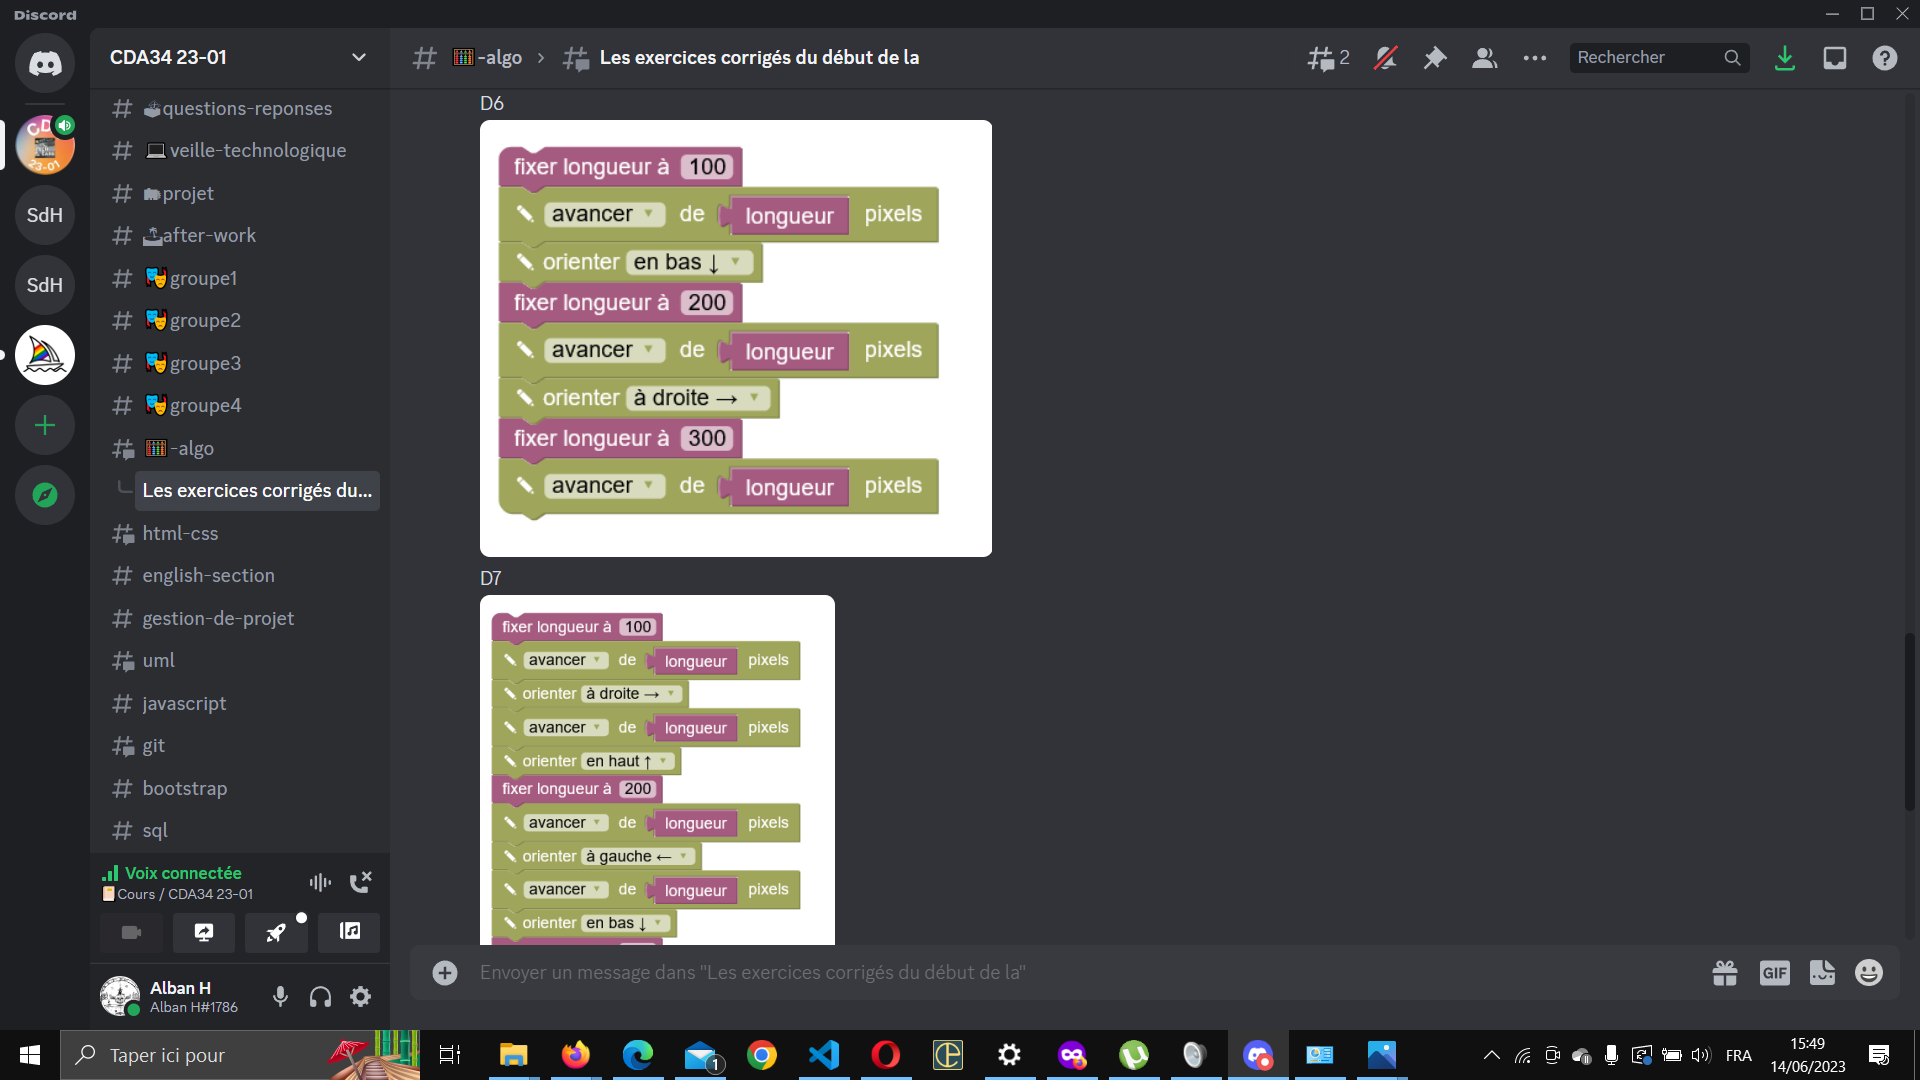 Discord
CDA34 23-01
questions-reponses
veille-technologique
projet
after-work
groupe1
groupe2
groupe3
groupe4
-algo
Les exercices corrigés du...
html-css
english-section
gestion-de-projet
uml
javascript
git
bootstrap
sql
Voix connectée
Cours / CDA34 23-01
Alban H
Alban H#1786
SdH
SdH
-algo
Les exercices corrigés du début de la
2
Rechercher
D6
fixer longueur à 100
avancer de longueur pixels
orienter en bas ↓
fixer longueur à 200
avancer de longueur pixels
orienter à droite →
fixer longueur à 300
avancer de longueur pixels
D7
fixer longueur à 100
avancer de longueur pixels
orienter à droite →
avancer de longueur pixels
orienter en haut ↑
fixer longueur à 200
avancer de longueur pixels
orienter à gauche ←
avancer de longueur pixels
orienter en bas ↓
Envoyer un message dans "Les exercices corrigés du début de la"
GIF
Taper ici pour
1
FRA
15:49
14/06/2023